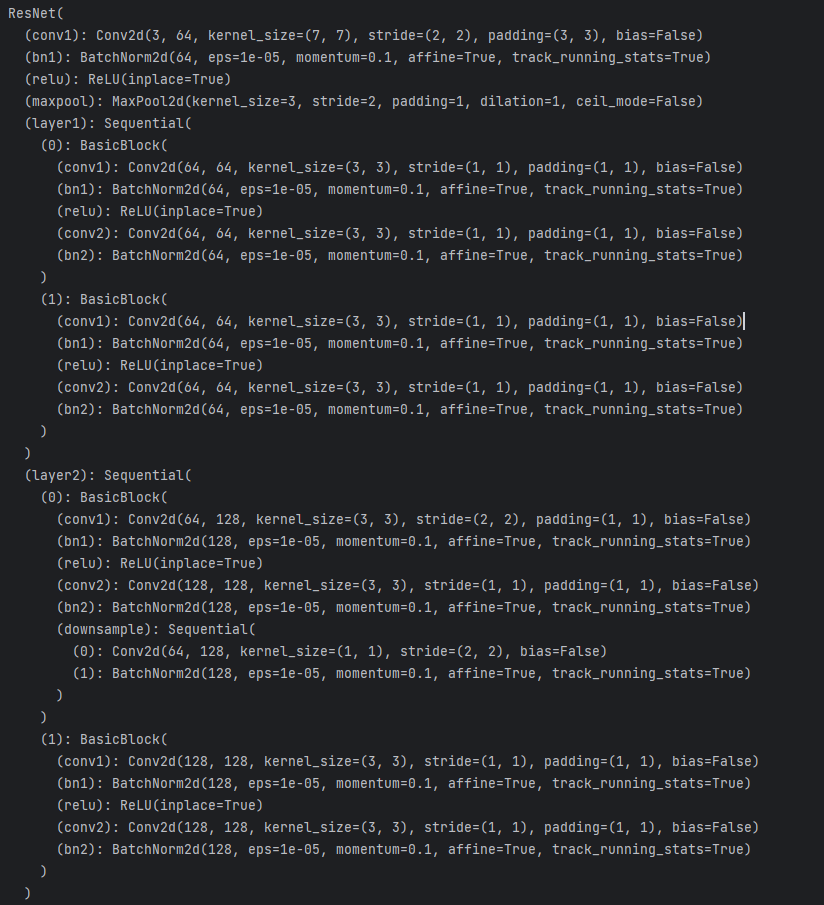 ResNet(
  (conv1): Conv2d(3, 64, kernel_size=(7, 7), stride=(2, 2), padding=(3, 3), bias=False)
  (bn1): BatchNorm2d(64, eps=1e-05, momentum=0.1, affine=True, track_running_stats=True)
  (relu): ReLU(inplace=True)
  (maxpool): MaxPool2d(kernel_size=3, stride=2, padding=1, dilation=1, ceil_mode=False)
  (layer1): Sequential(
    (0): BasicBlock(
      (conv1): Conv2d(64, 64, kernel_size=(3, 3), stride=(1, 1), padding=(1, 1), bias=False)
      (bn1): BatchNorm2d(64, eps=1e-05, momentum=0.1, affine=True, track_running_stats=True)
      (relu): ReLU(inplace=True)
      (conv2): Conv2d(64, 64, kernel_size=(3, 3), stride=(1, 1), padding=(1, 1), bias=False)
      (bn2): BatchNorm2d(64, eps=1e-05, momentum=0.1, affine=True, track_running_stats=True)
    )
    (1): BasicBlock(
      (conv1): Conv2d(64, 64, kernel_size=(3, 3), stride=(1, 1), padding=(1, 1), bias=False)
      (bn1): BatchNorm2d(64, eps=1e-05, momentum=0.1, affine=True, track_running_stats=True)
      (relu): ReLU(inplace=True)
      (conv2): Conv2d(64, 64, kernel_size=(3, 3), stride=(1, 1), padding=(1, 1), bias=False)
      (bn2): BatchNorm2d(64, eps=1e-05, momentum=0.1, affine=True, track_running_stats=True)
    )
  )
  (layer2): Sequential(
    (0): BasicBlock(
      (conv1): Conv2d(64, 128, kernel_size=(3, 3), stride=(2, 2), padding=(1, 1), bias=False)
      (bn1): BatchNorm2d(128, eps=1e-05, momentum=0.1, affine=True, track_running_stats=True)
      (relu): ReLU(inplace=True)
      (conv2): Conv2d(128, 128, kernel_size=(3, 3), stride=(1, 1), padding=(1, 1), bias=False)
      (bn2): BatchNorm2d(128, eps=1e-05, momentum=0.1, affine=True, track_running_stats=True)
      (downsample): Sequential(
        (0): Conv2d(64, 128, kernel_size=(1, 1), stride=(2, 2), bias=False)
        (1): BatchNorm2d(128, eps=1e-05, momentum=0.1, affine=True, track_running_stats=True)
      )
    )
    (1): BasicBlock(
      (conv1): Conv2d(128, 128, kernel_size=(3, 3), stride=(1, 1), padding=(1, 1), bias=False)
      (bn1): BatchNorm2d(128, eps=1e-05, momentum=0.1, affine=True, track_running_stats=True)
      (relu): ReLU(inplace=True)
      (conv2): Conv2d(128, 128, kernel_size=(3, 3), stride=(1, 1), padding=(1, 1), bias=False)
      (bn2): BatchNorm2d(128, eps=1e-05, momentum=0.1, affine=True, track_running_stats=True)
    )
  )